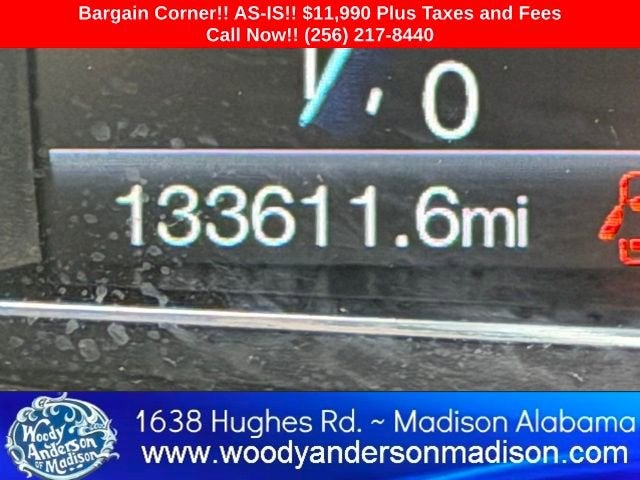 Bargain Corner!! AS-IS!! $11,990 Plus Taxes and Fees
Call Now!! (256) 217-8440
0
133611.6mi
Woody
Anderson
OF Madison
1638 Hughes Rd. ~ Madison Alabama
www.woodyandersonmadison.com